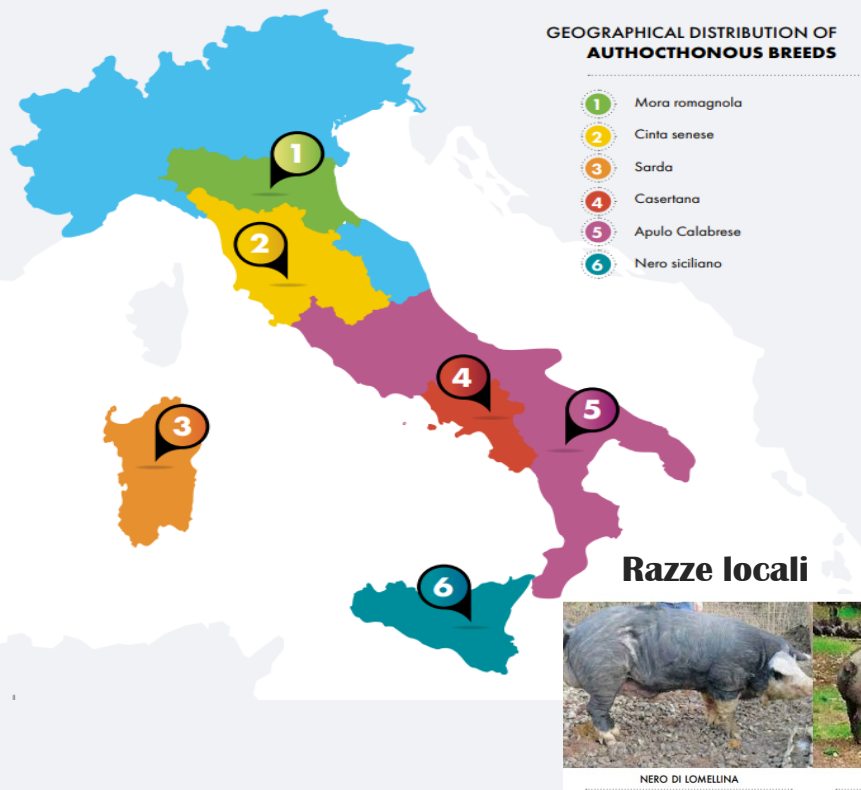 GEOGRAPHICAL DISTRIBUTION OF
AUTHOCTHONOUS BREEDS
1 Mora romagnola
2 Cinta senese
3 Sarda
4 Casertana
5 Apulo Calabrese
6 Nero siciliano
1
2
3
4
5
6
Razze locali
NERO DI LOMELLINA